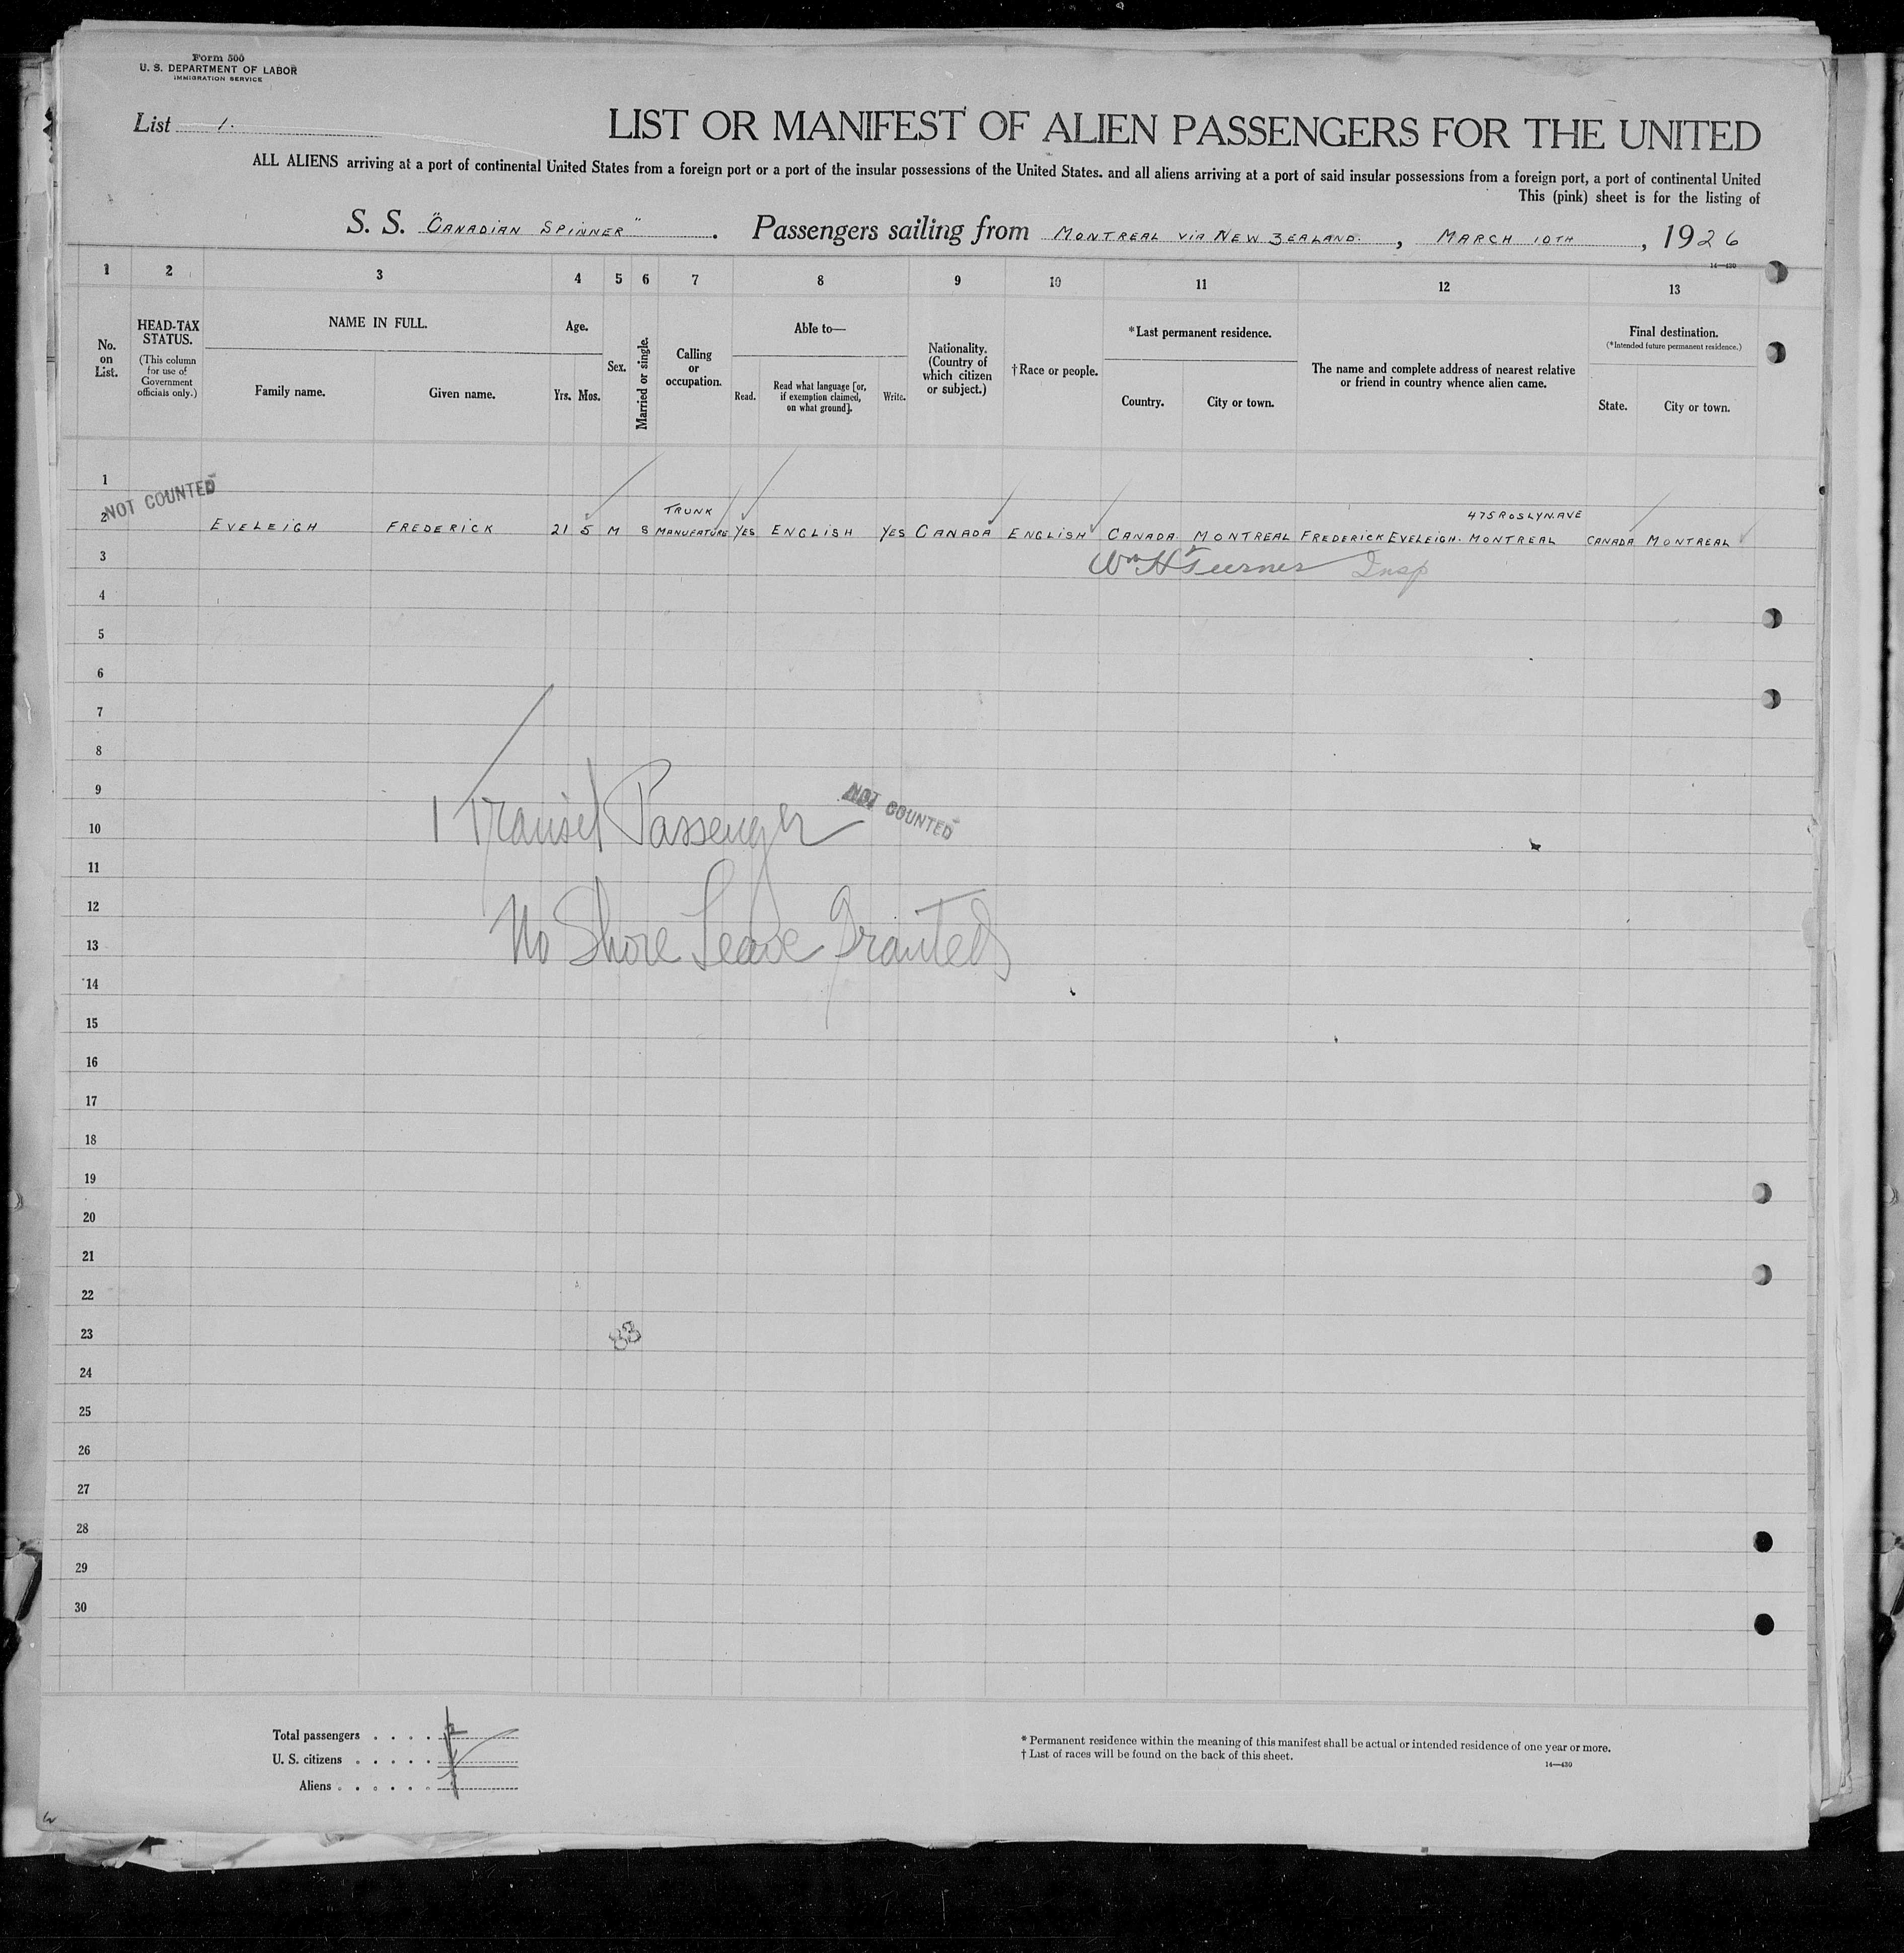 Form 500
U. S. DEPARTMENT OF LABOR
IMMIGRATION SERVICE
List 1.
LIST OR MANIFEST OF ALIEN PASSENGERS FOR THE UNITED
ALL ALIENS arriving at a port of continental United States from a foreign port or a port of the insular possessions of the United States. and all aliens arriving at a port of said insular possessions from a foreign port, a port of continental United
This (pink) sheet is for the listing of
S. S. "CANADIAN SPINNER". Passengers sailing from MONTREAL VIA NEW ZEALAND., MARCH 10TH, 1926
14—430
1 2 3 4 5 6 7 8 9 10 11 12 13
No. on List.
HEAD-TAX STATUS.
(This column for use of Government officials only.)
NAME IN FULL.
Family name. Given name.
Age.
Yrs. Mos.
Sex.
Married or single.
Calling or occupation.
Able to—
Read. Read what language [or, if exemption claimed, on what ground]. Write.
Nationality. (Country of which citizen or subject.)
†Race or people.
*Last permanent residence.
Country. City or town.
The name and complete address of nearest relative or friend in country whence alien came.
Final destination.
(*Intended future permanent residence.)
State. City or town.
1
NOT COUNTED
TRUNK 475 ROSLYN. AVE
2 EVELEIGH FREDERICK 21 5 M S MANUFATURE YES ENGLISH YES CANADA ENGLISH CANADA. MONTREAL FREDERICK EVELEIGH. MONTREAL CANADA MONTREAL
3 Wm H Turner Insp
4
5
6
7
8
9
10 1 Transit Passenger NOT COUNTED
11
12
13 No Shore Leave Granted
14
15
16
17
18
19
20
21
22
23 83
24
25
26
27
28
29
30
Total passengers . . . .
U. S. citizens . . . . .
Aliens . . . . . .
* Permanent residence within the meaning of this manifest shall be actual or intended residence of one year or more.
† List of races will be found on the back of this sheet.
14—430